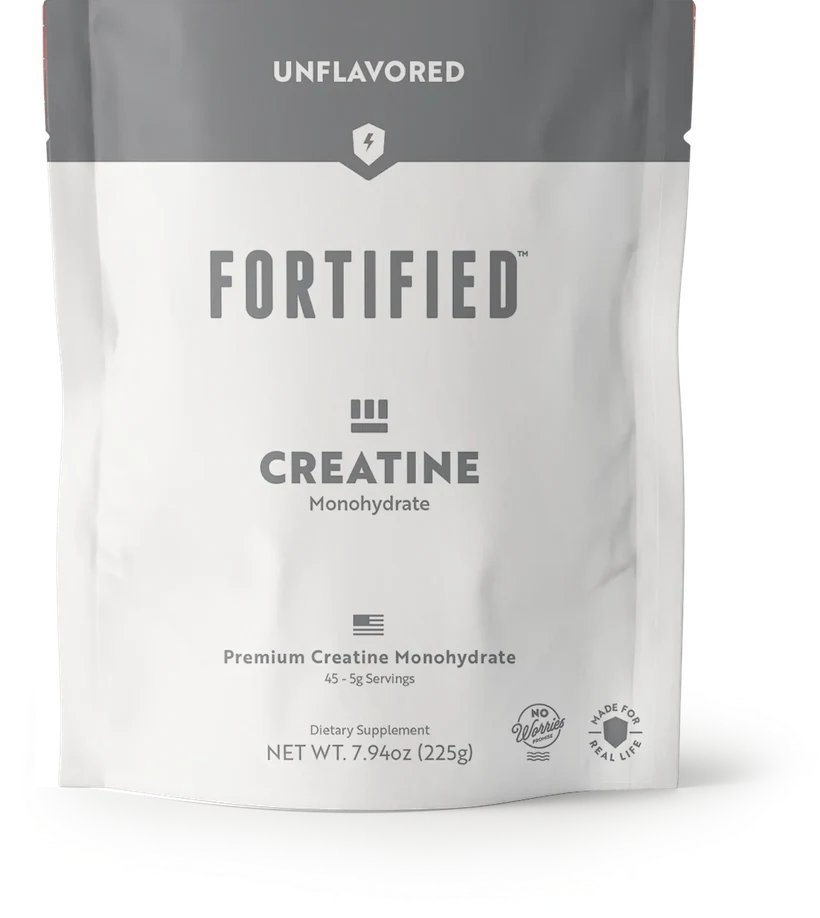 UNFLAVORED
FORTIFIED™
CREATINE
Monohydrate
Premium Creatine Monohydrate
45 - 5g Servings
Dietary Supplement
NET WT. 7.94oz (225g)
NO
Worries
PROMISE
MADE FOR
REAL LIFE